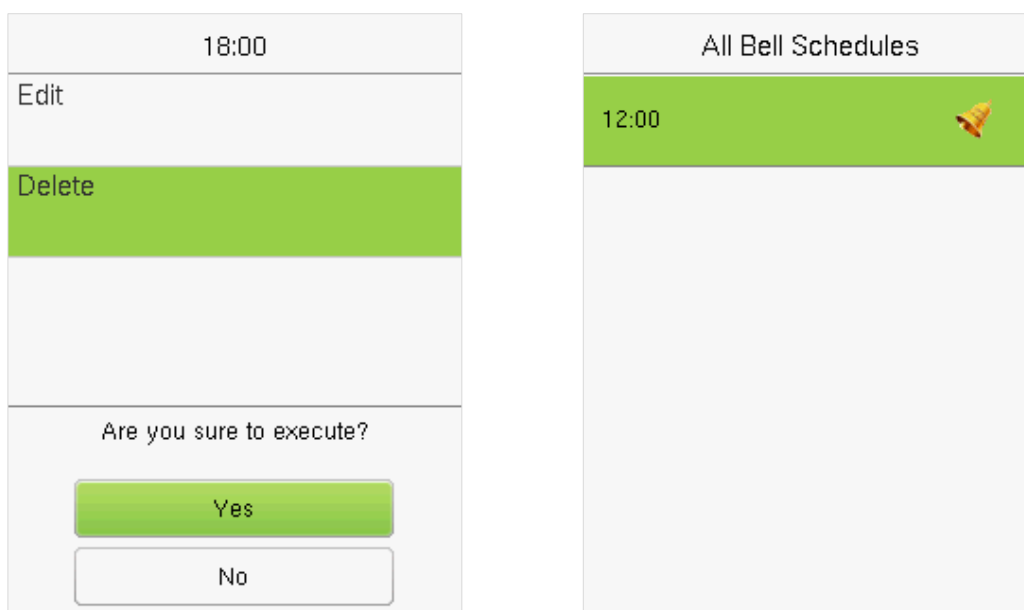 18:00
Edit
Delete
Are you sure to execute?
Yes
No
All Bell Schedules
12:00